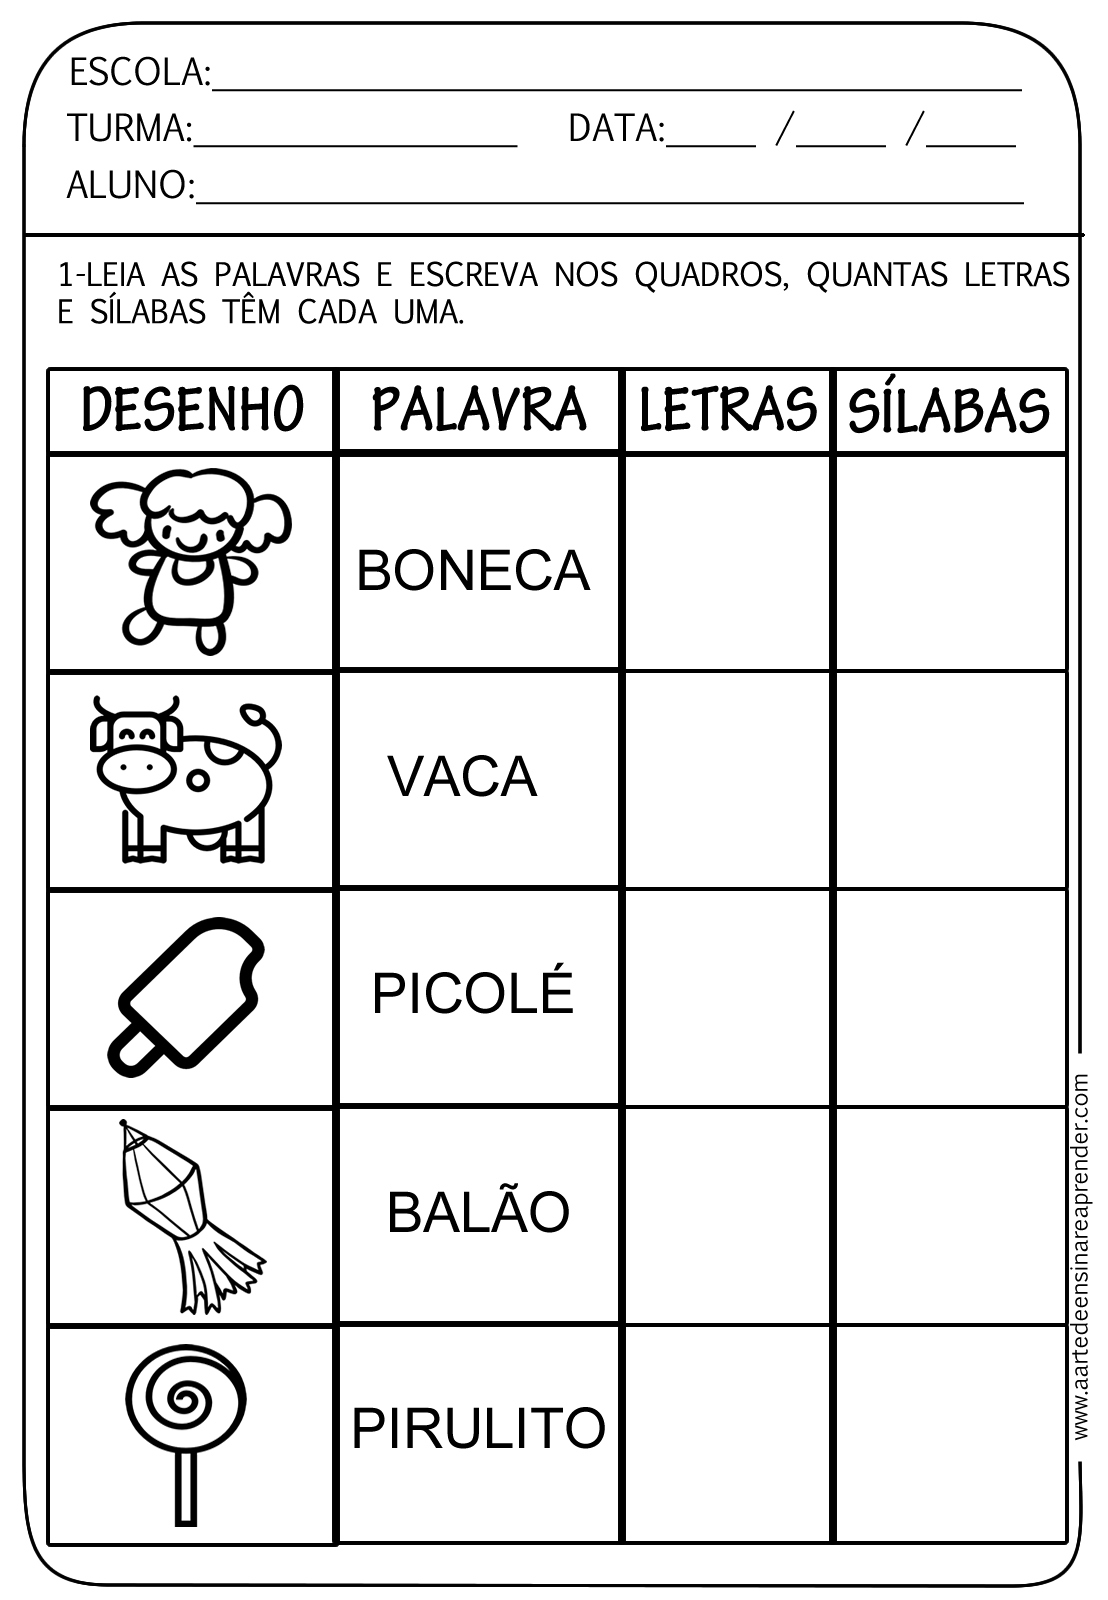 ESCOLA:
TURMA: DATA: / /
ALUNO:
1-LEIA AS PALAVRAS E ESCREVA NOS QUADROS, QUANTAS LETRAS
E SÍLABAS TÊM CADA UMA.
DESENHO PALAVRA LETRAS SÍLABAS
BONECA
VACA
PICOLÉ
BALÃO
PIRULITO
www.aartedeensinareaprender.com